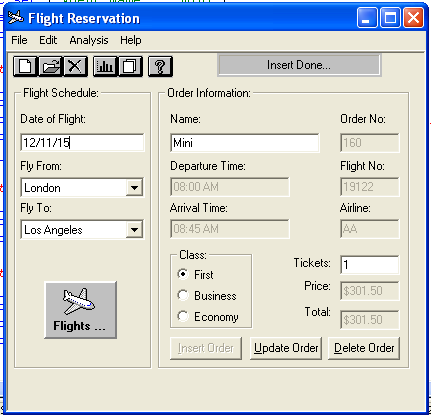 Flight Reservation
File Edit Analysis Help
Insert Done...
Flight Schedule:
Date of Flight:
12/11/15
Fly From:
London
Fly To:
Los Angeles
Flights ...
Order Information:
Name:
Order No:
Mini
160
Departure Time:
Flight No:
08:00 AM
19122
Arrival Time:
Airline:
08:45 AM
AA
Class:
First
Business
Economy
Tickets:
1
Price:
$301.50
Total:
$301.50
Insert Order
Update Order
Delete Order